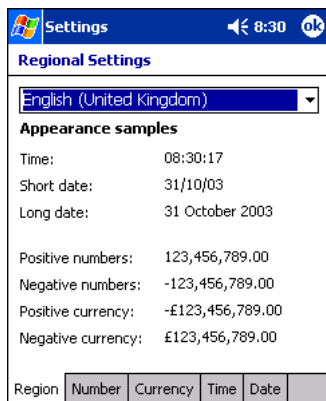 Settings 8:30 ok
Regional Settings
English (United Kingdom)
Appearance samples
Time: 08:30:17
Short date: 31/10/03
Long date: 31 October 2003
Positive numbers: 123,456,789.00
Negative numbers: -123,456,789.00
Positive currency: -£123,456,789.00
Negative currency: £123,456,789.00
Region Number Currency Time Date